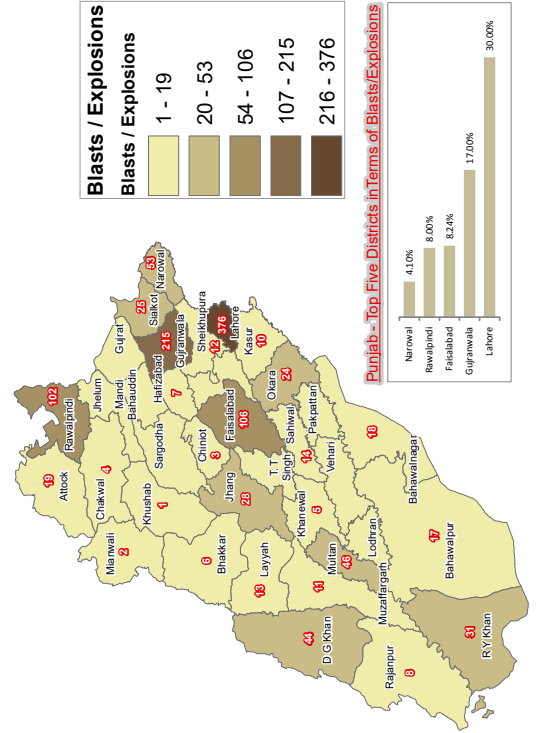 102
Rawalpindi
19
Attock
4
Chakwal
Jhelum
Gujrat
Mandi
Bahauddin
25
Sialkot
53
Narowal
2
Mianwali
1
Khushab
Sargodha
Hafizabad
215
Gujranwala
7
Sheikhupura
12
376
Lahore
6
Bhakkar
Jhang
28
Chiniot
3
Faisalabad
106
Kasur
10
13
Layyah
T.T
Singh
Okara
24
Sahiwal
14
Pakpattan
Khanewal
5
Vehari
11
Multan
46
Lodhran
Muzaffargarh
44
D G Khan
18
Bahawalnagar
17
Bahawalpur
Rajanpur
8
31
R Y Khan
Blasts / Explosions
Blasts / Explosions
1 - 19
20 - 53
54 - 106
107 - 215
216 - 376
Punjab - Top Five Districts in Terms of Blasts/Explosions
Narowal 4.10%
Rawalpindi 8.00%
Faisalabad 8.24%
Gujranwala 17.00%
Lahore 30.00%